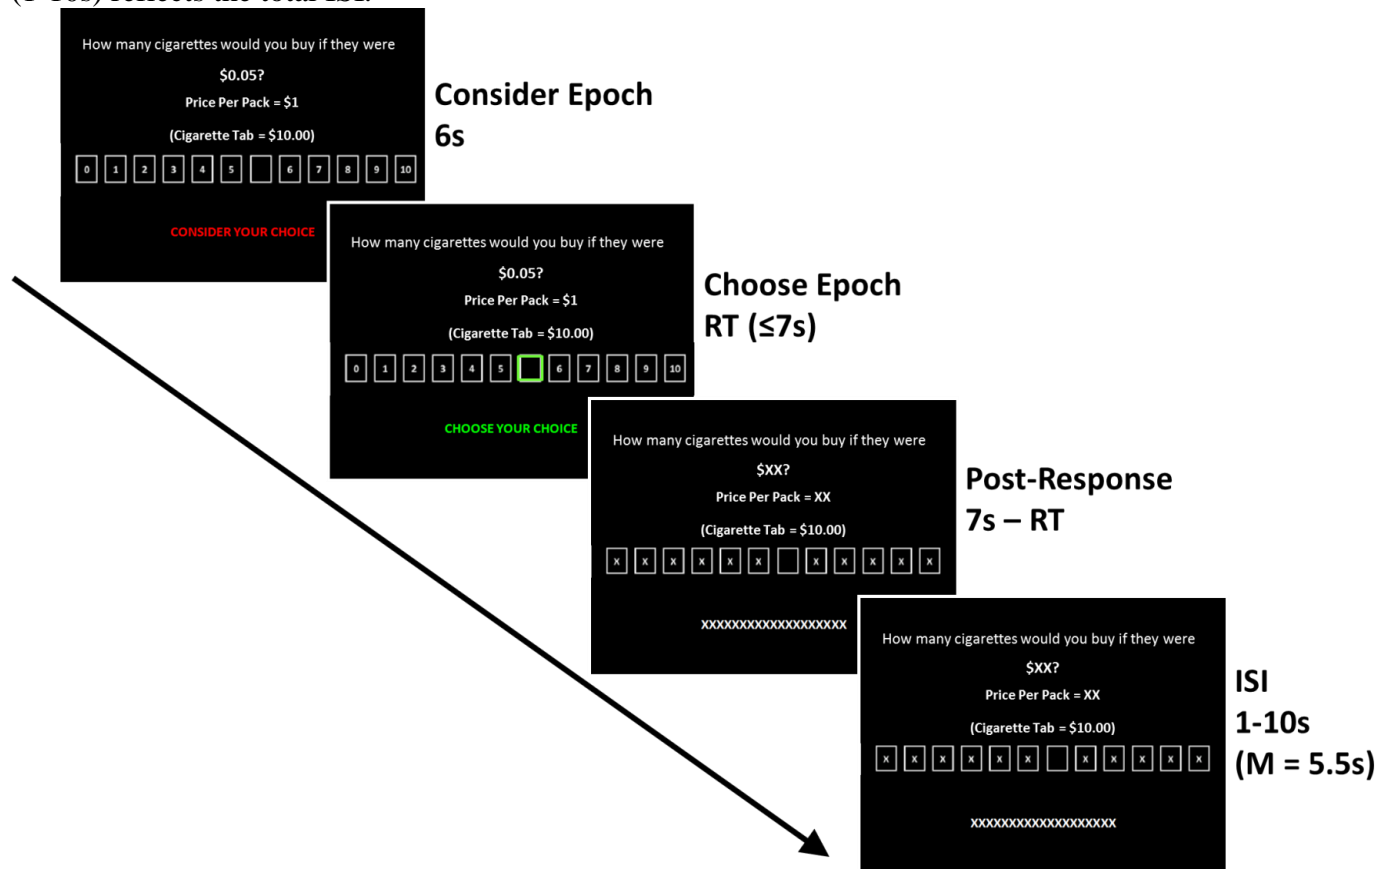 (1-10s) reflects the total ISI.
How many cigarettes would you buy if they were
$0.05?
Price Per Pack = $1
(Cigarette Tab = $10.00)
0 1 2 3 4 5 6 7 8 9 10
CONSIDER YOUR CHOICE
Consider Epoch
6s
How many cigarettes would you buy if they were
$0.05?
Price Per Pack = $1
(Cigarette Tab = $10.00)
0 1 2 3 4 5 6 7 8 9 10
CHOOSE YOUR CHOICE
Choose Epoch
RT (≤7s)
How many cigarettes would you buy if they were
$XX?
Price Per Pack = XX
(Cigarette Tab = $10.00)
x x x x x x x x x x x
XXXXXXXXXXXXXXXXXXX
Post-Response
7s – RT
How many cigarettes would you buy if they were
$XX?
Price Per Pack = XX
(Cigarette Tab = $10.00)
x x x x x x x x x x x
XXXXXXXXXXXXXXXXXXX
ISI
1-10s
(M = 5.5s)